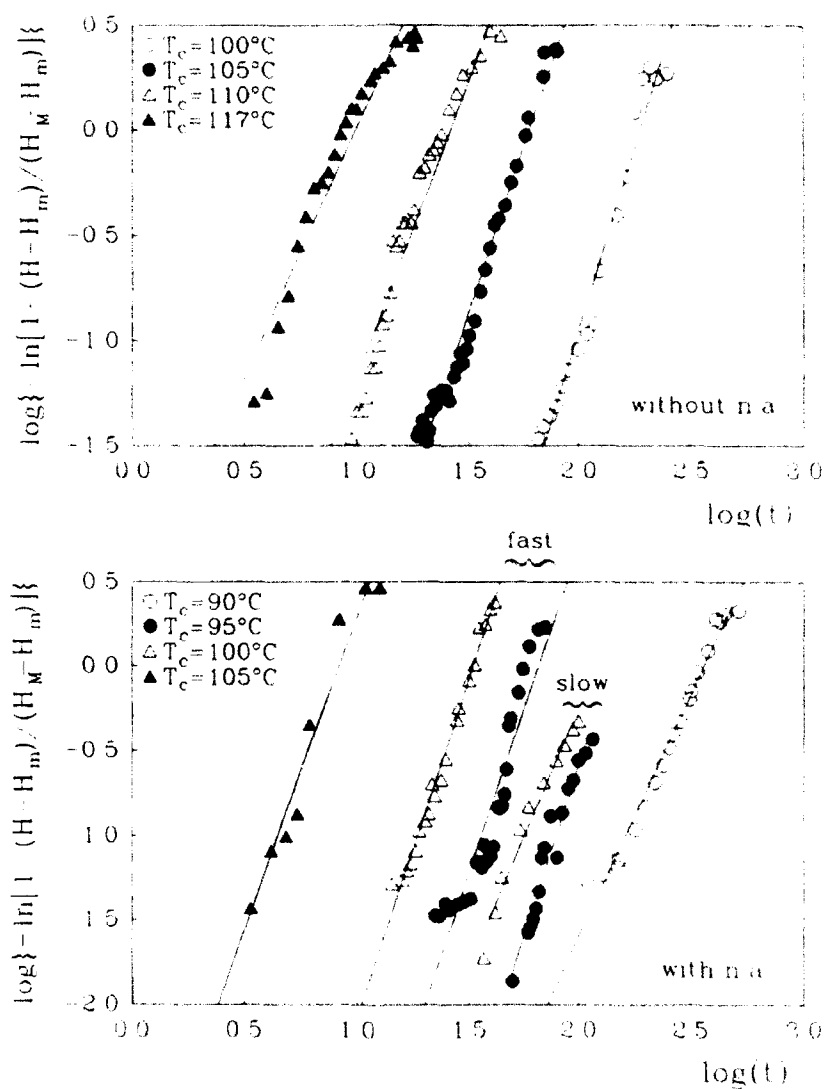 log}-ln[1-(H-H_m)/(H_M-H_m)]{
0.5
0.0
-0.5
-1.0
-1.5
T_c=100°C
T_c=105°C
T_c=110°C
T_c=117°C
without n a
0.0 0.5 1.0 1.5 2.0 2.5 3.0
log(t)
fast
log}-ln[1-(H-H_m)/(H_M-H_m)]{
0.5
0.0
-0.5
-1.0
-1.5
-2.0
T_c=90°C
T_c=95°C
T_c=100°C
T_c=105°C
slow
with n a
0.0 0.5 1.0 1.5 2.0 2.5 3.0
log(t)